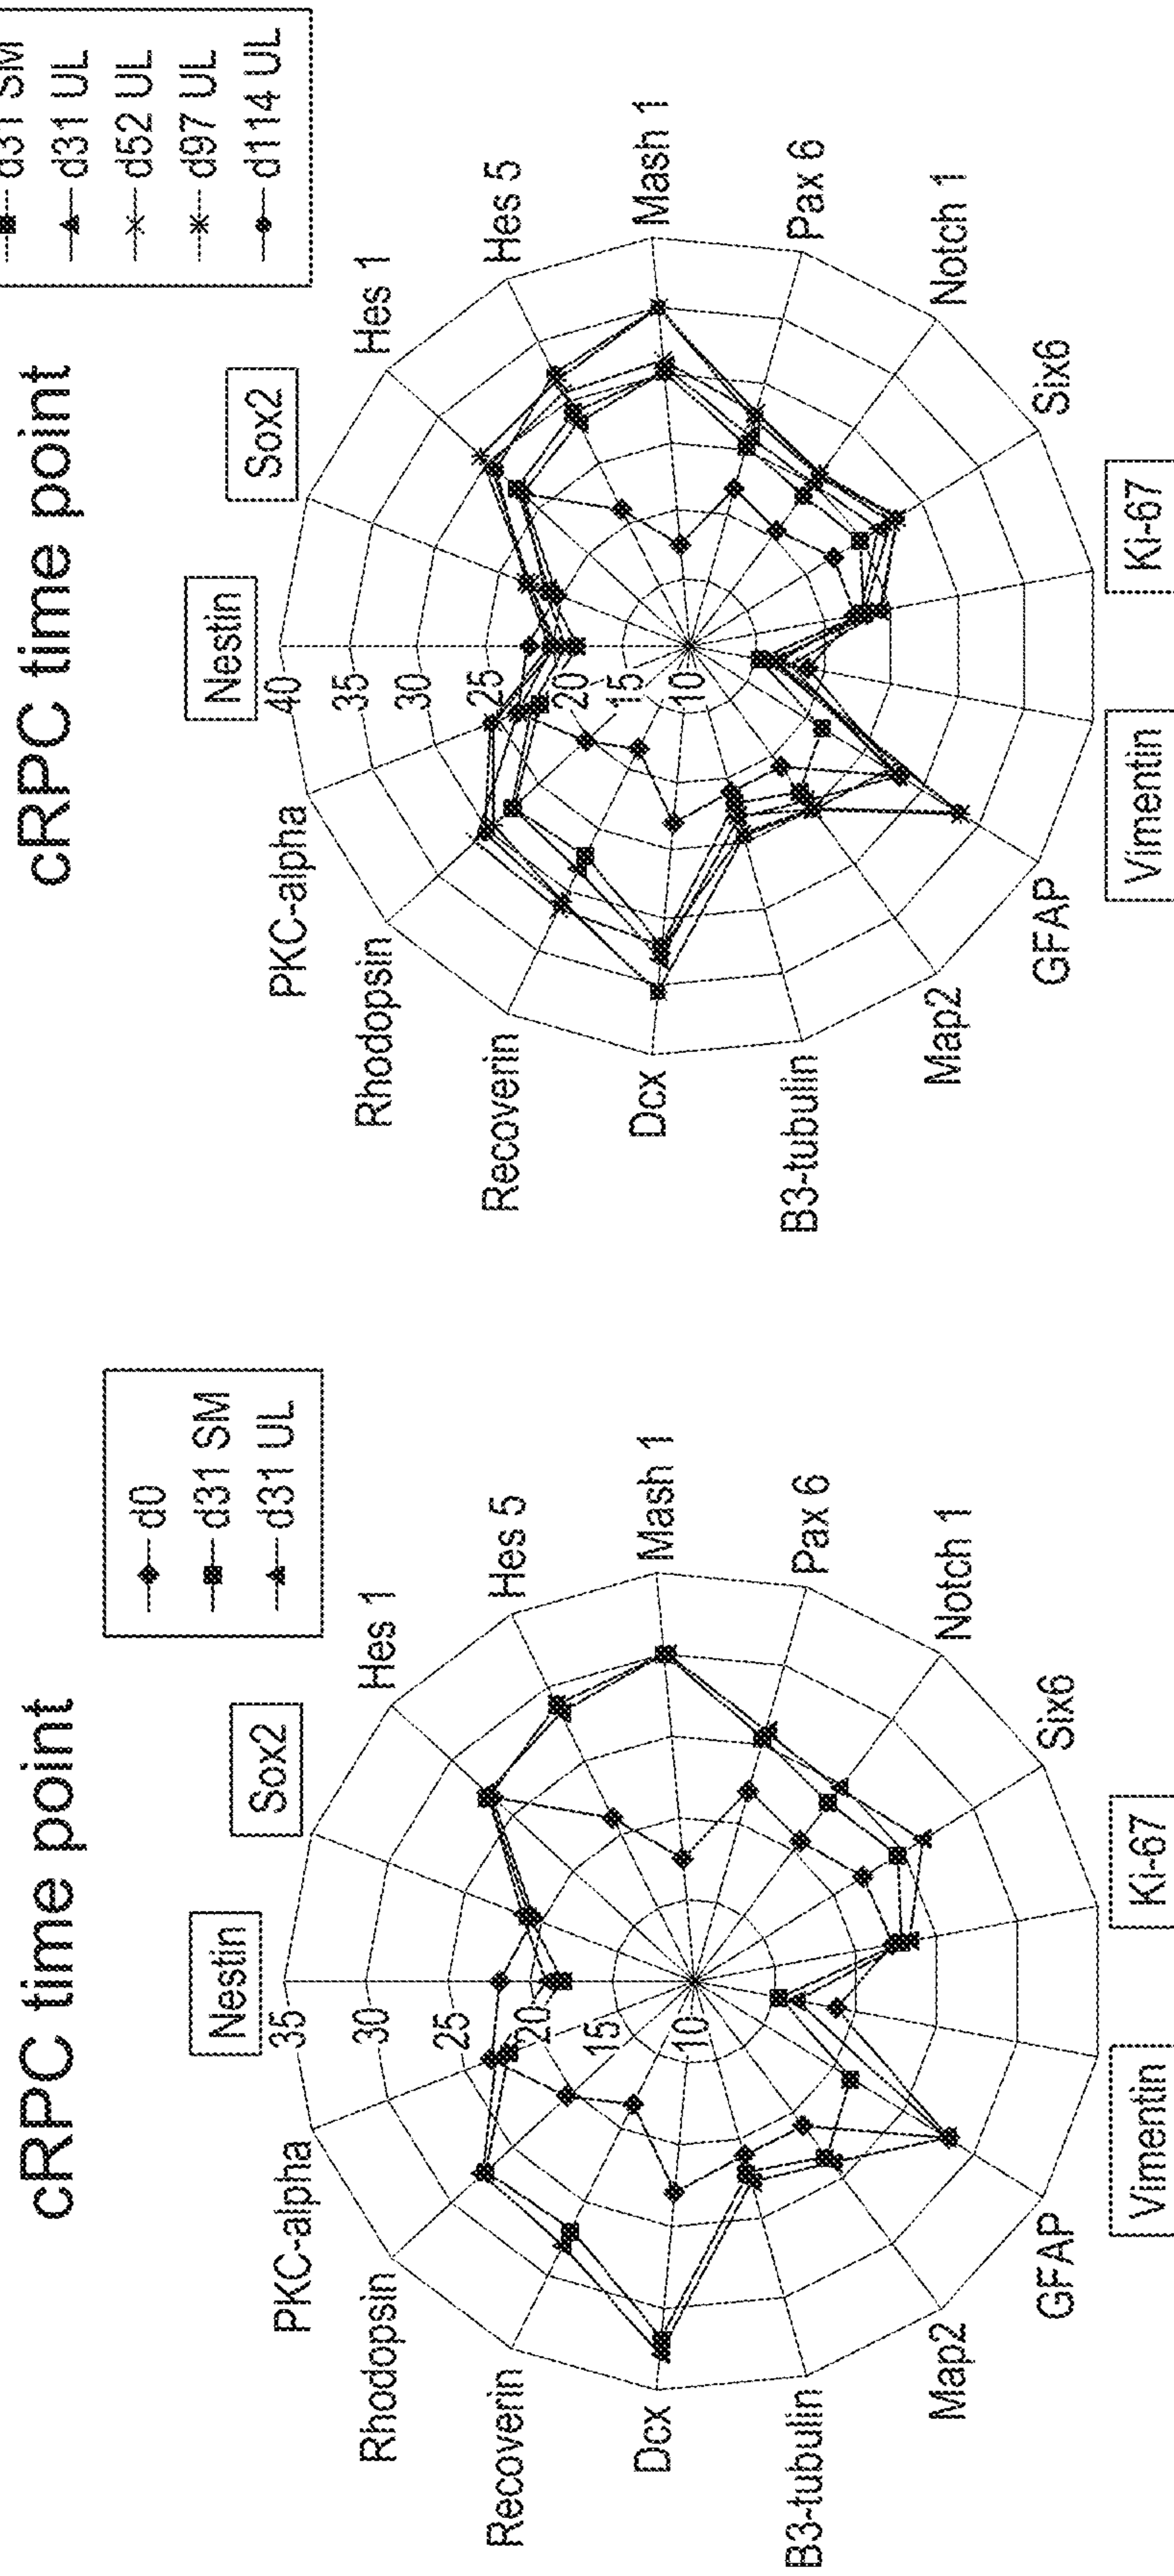 cRPC time point
d0
d31 SM
d31 UL
Nestin
Sox2
Hes 1
Hes 5
Mash 1
Pax 6
Notch 1
Six6
Ki-67
Vimentin
GFAP
Map2
B3-tubulin
Dcx
Recoverin
Rhodopsin
PKC-alpha
35
30
25
20
15
10
cRPC time point
d31 SM
d31 UL
d52 UL
d97 UL
d114 UL
Nestin
Sox2
Hes 1
Hes 5
Mash 1
Pax 6
Notch 1
Six6
Ki-67
Vimentin
GFAP
Map2
B3-tubulin
Dcx
Recoverin
Rhodopsin
PKC-alpha
40
35
30
25
20
15
10